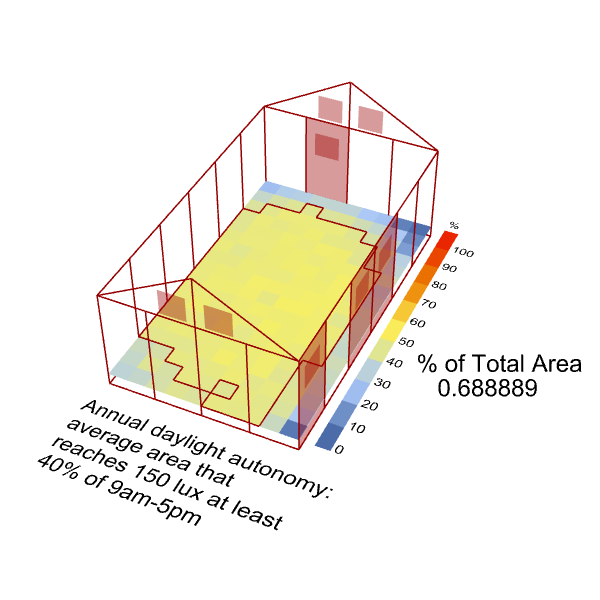 %
100
90
80
70
60
50
40
30
20
10
0
% of Total Area
0.688889
Annual daylight autonomy:
average area that
reaches 150 lux at least
40% of 9am-5pm